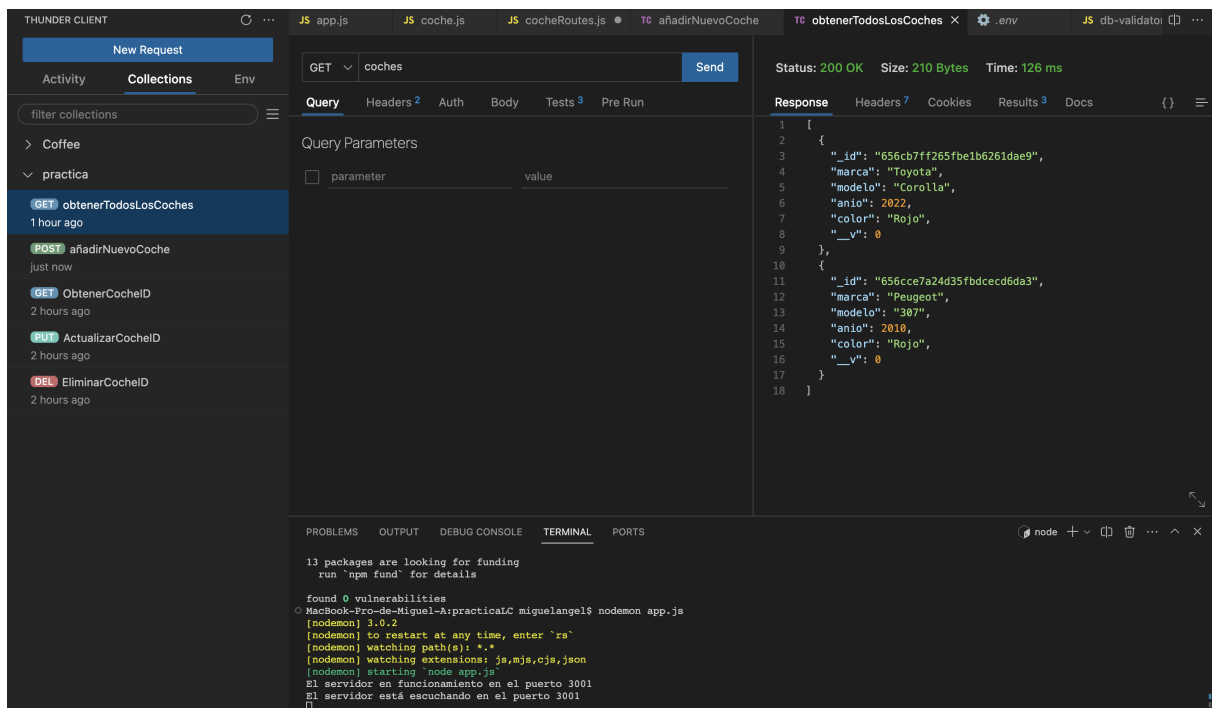 THUNDER CLIENT
New Request
Activity Collections Env
filter collections
Coffee
practica
GET obtenerTodosLosCoches
1 hour ago
POST añadirNuevoCoche
just now
GET ObtenerCocheID
2 hours ago
PUT ActualizarCocheID
2 hours ago
DEL EliminarCocheID
2 hours ago
JS app.js JS coche.js JS cocheRoutes.js TC añadirNuevoCoche TC obtenerTodosLosCoches .env JS db-validator
GET coches Send
Query Headers 2 Auth Body Tests 3 Pre Run
Query Parameters
parameter value
Status: 200 OK Size: 210 Bytes Time: 126 ms
Response Headers 7 Cookies Results 3 Docs {}
1 [
2 {
3 "_id": "656cb7ff265fbe1b6261dae9",
4 "marca": "Toyota",
5 "modelo": "Corolla",
6 "anio": 2022,
7 "color": "Rojo",
8 "__v": 0
9 },
10 {
11 "_id": "656cce7a24d35fbdcecd6da3",
12 "marca": "Peugeot",
13 "modelo": "307",
14 "anio": 2010,
15 "color": "Rojo",
16 "__v": 0
17 }
18 ]
PROBLEMS OUTPUT DEBUG CONSOLE TERMINAL PORTS
node
13 packages are looking for funding
run `npm fund` for details
found 0 vulnerabilities
MacBook-Pro-de-Miguel-A:practicaLC miguelangel$ nodemon app.js
[nodemon] 3.0.2
[nodemon] to restart at any time, enter `rs`
[nodemon] watching path(s): *.*
[nodemon] watching extensions: js,mjs,cjs,json
[nodemon] starting `node app.js`
El servidor en funcionamiento en el puerto 3001
El servidor está escuchando en el puerto 3001